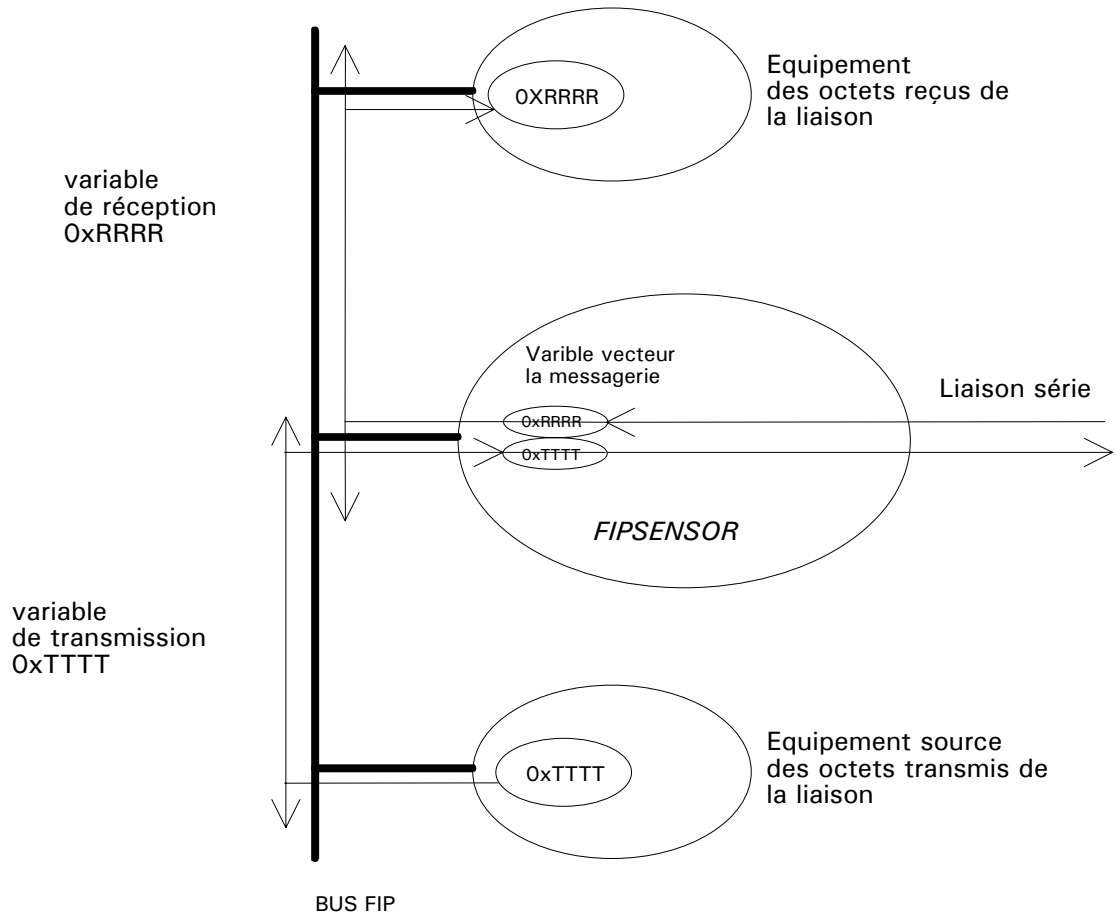 0XRRRR
Equipement
des octets reçus de
la liaison
variable
de réception
0xRRRR
Varible vecteur
la messagerie
Liaison série
0xRRRR
0xTTTT
FIPSENSOR
variable
de transmission
0xTTTT
0xTTTT
Equipement source
des octets transmis de
la liaison
BUS FIP